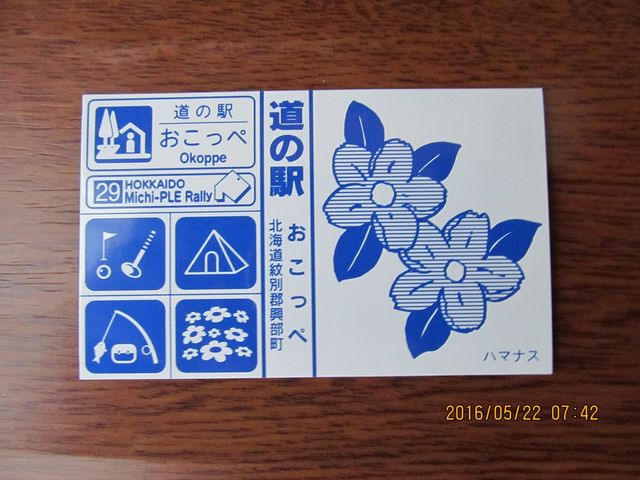 道の駅
おこっぺ
Okoppe
29 HOKKAIDO
Michi-PLE Rally
道の駅
おこっぺ
北海道紋別郡興部町
ハマナス
2016/05/22 07:42